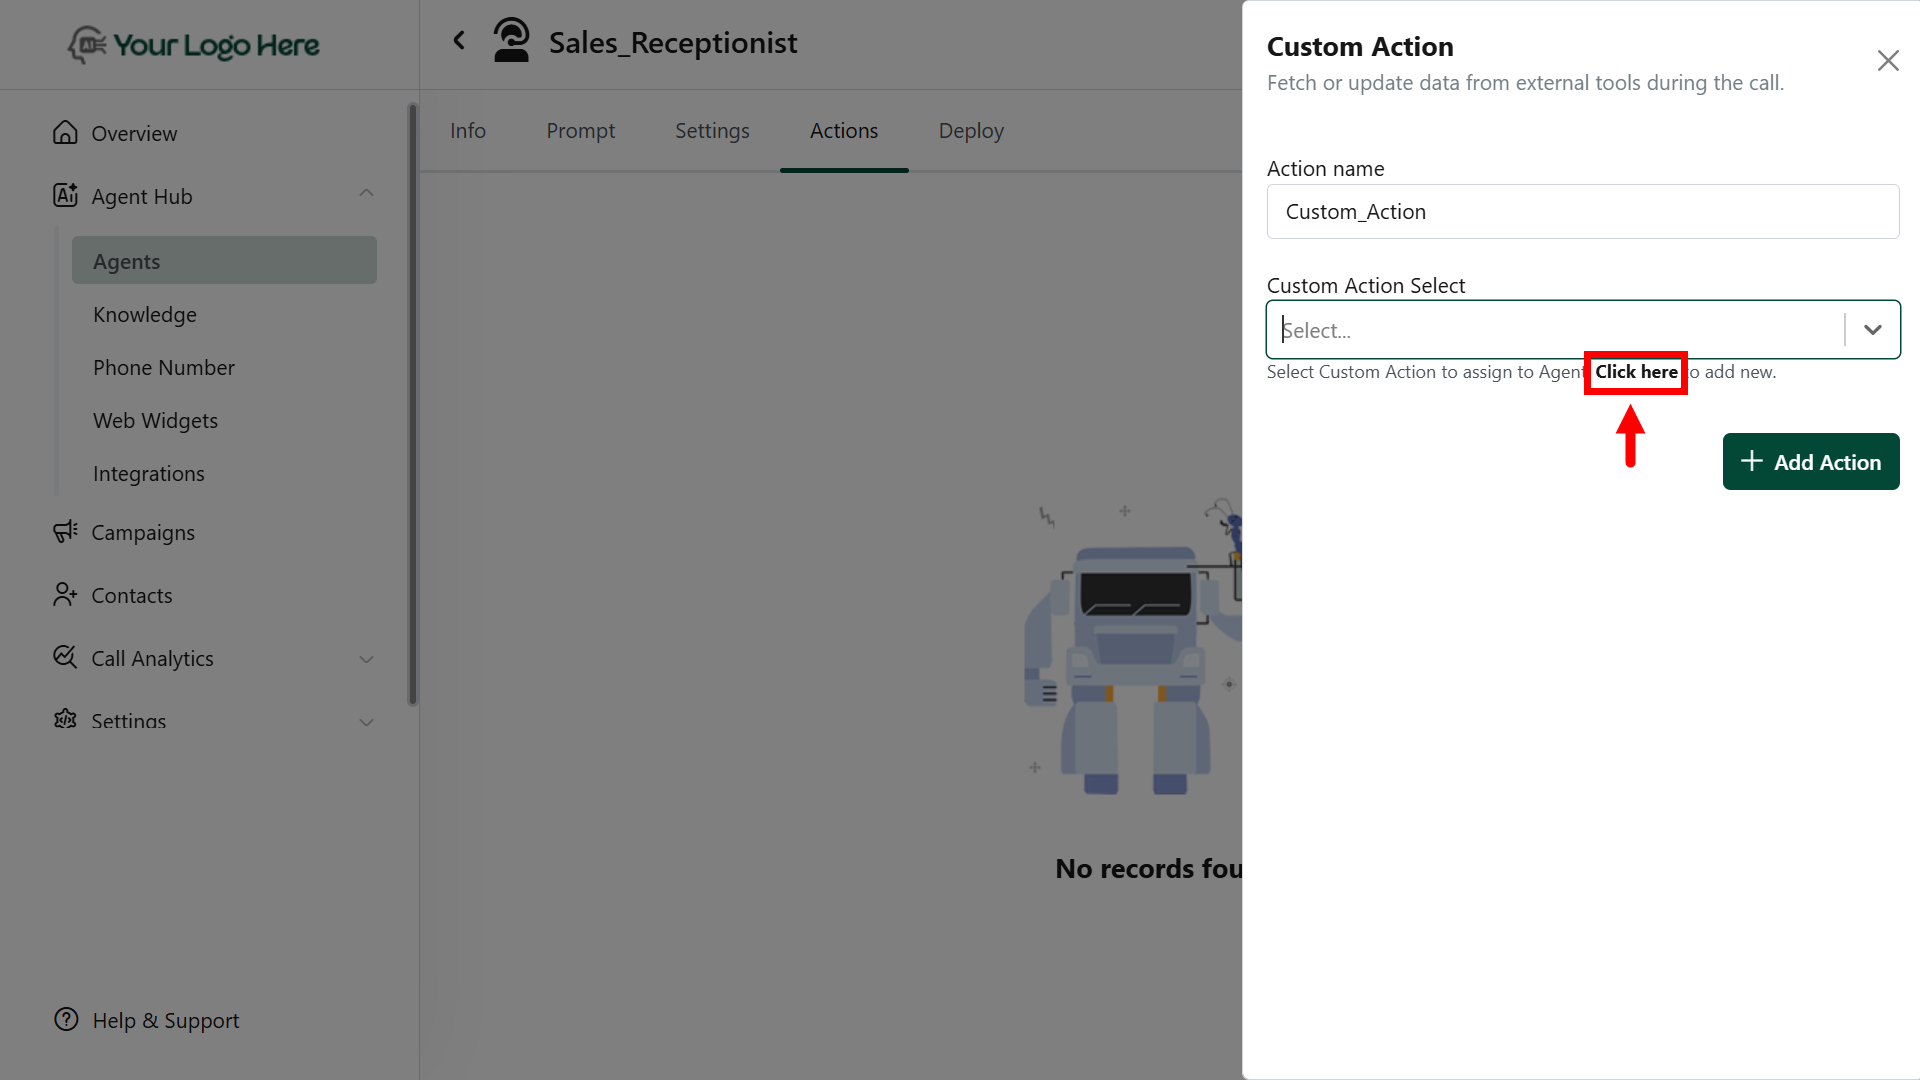 Your Logo Here
Sales_Receptionist
Overview
Agent Hub
Agents
Knowledge
Phone Number
Web Widgets
Integrations
Campaigns
Contacts
Call Analytics
Settings
Help & Support
Info
Prompt
Settings
Actions
Deploy
No records fou
Custom Action
Fetch or update data from external tools during the call.
Action name
Custom_Action
Custom Action Select
Select...
Select Custom Action to assign to Agent Click here to add new.
Add Action